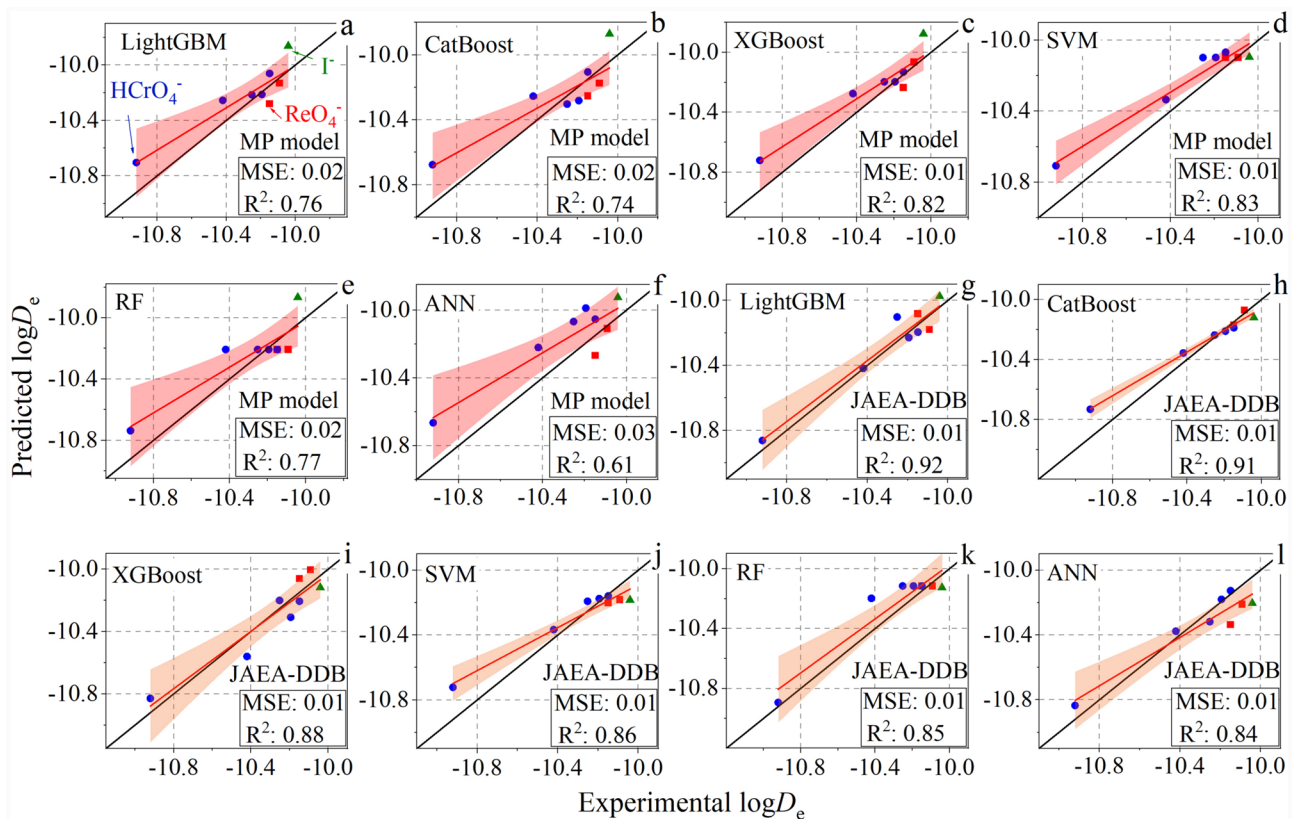 Predicted logDₑ
Experimental logDₑ
a
LightGBM
I⁻
HCrO₄⁻
ReO₄⁻
MP model
MSE: 0.02
R²: 0.76
-10.0
-10.4
-10.8
-10.8 -10.4 -10.0
b
CatBoost
MP model
MSE: 0.02
R²: 0.74
-10.0
-10.4
-10.8
-10.8 -10.4 -10.0
c
XGBoost
MP model
MSE: 0.01
R²: 0.82
-10.0
-10.4
-10.8
-10.8 -10.4 -10.0
d
SVM
MP model
MSE: 0.01
R²: 0.83
-10.0
-10.4
-10.8
-10.8 -10.4 -10.0
e
RF
MP model
MSE: 0.02
R²: 0.77
-10.0
-10.4
-10.8
-10.8 -10.4 -10.0
f
ANN
MP model
MSE: 0.03
R²: 0.61
-10.0
-10.4
-10.8
-10.8 -10.4 -10.0
g
LightGBM
JAEA-DDB
MSE: 0.01
R²: 0.92
-10.0
-10.4
-10.8
-10.8 -10.4 -10.0
h
CatBoost
JAEA-DDB
MSE: 0.01
R²: 0.91
-10.0
-10.4
-10.8
-10.8 -10.4 -10.0
i
XGBoost
JAEA-DDB
MSE: 0.01
R²: 0.88
-10.0
-10.4
-10.8
-10.8 -10.4 -10.0
j
SVM
JAEA-DDB
MSE: 0.01
R²: 0.86
-10.0
-10.4
-10.8
-10.8 -10.4 -10.0
k
RF
JAEA-DDB
MSE: 0.01
R²: 0.85
-10.0
-10.4
-10.8
-10.8 -10.4 -10.0
l
ANN
JAEA-DDB
MSE: 0.01
R²: 0.84
-10.0
-10.4
-10.8
-10.8 -10.4 -10.0